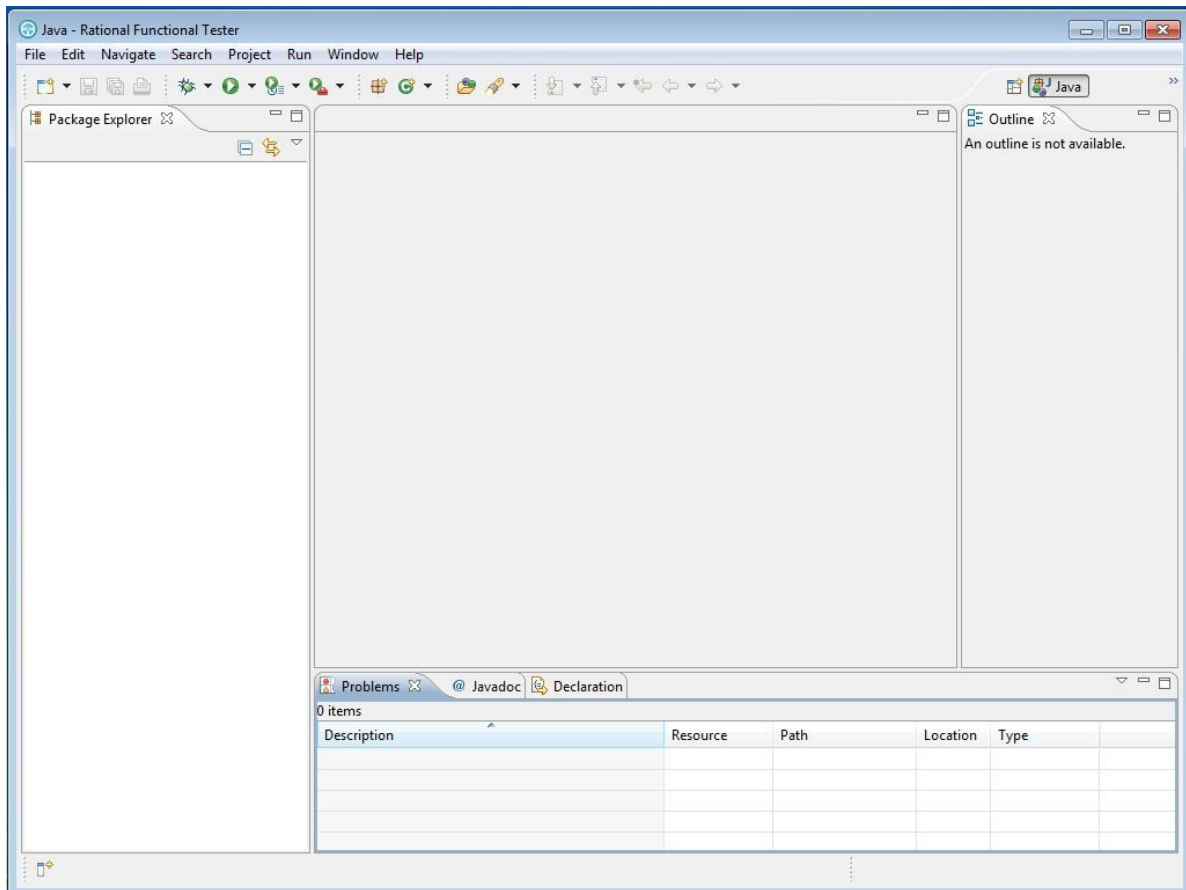 Java - Rational Functional Tester
File Edit Navigate Search Project Run Window Help
Java
Package Explorer
Outline
An outline is not available.
Problems @ Javadoc Declaration
0 items
Description Resource Path Location Type